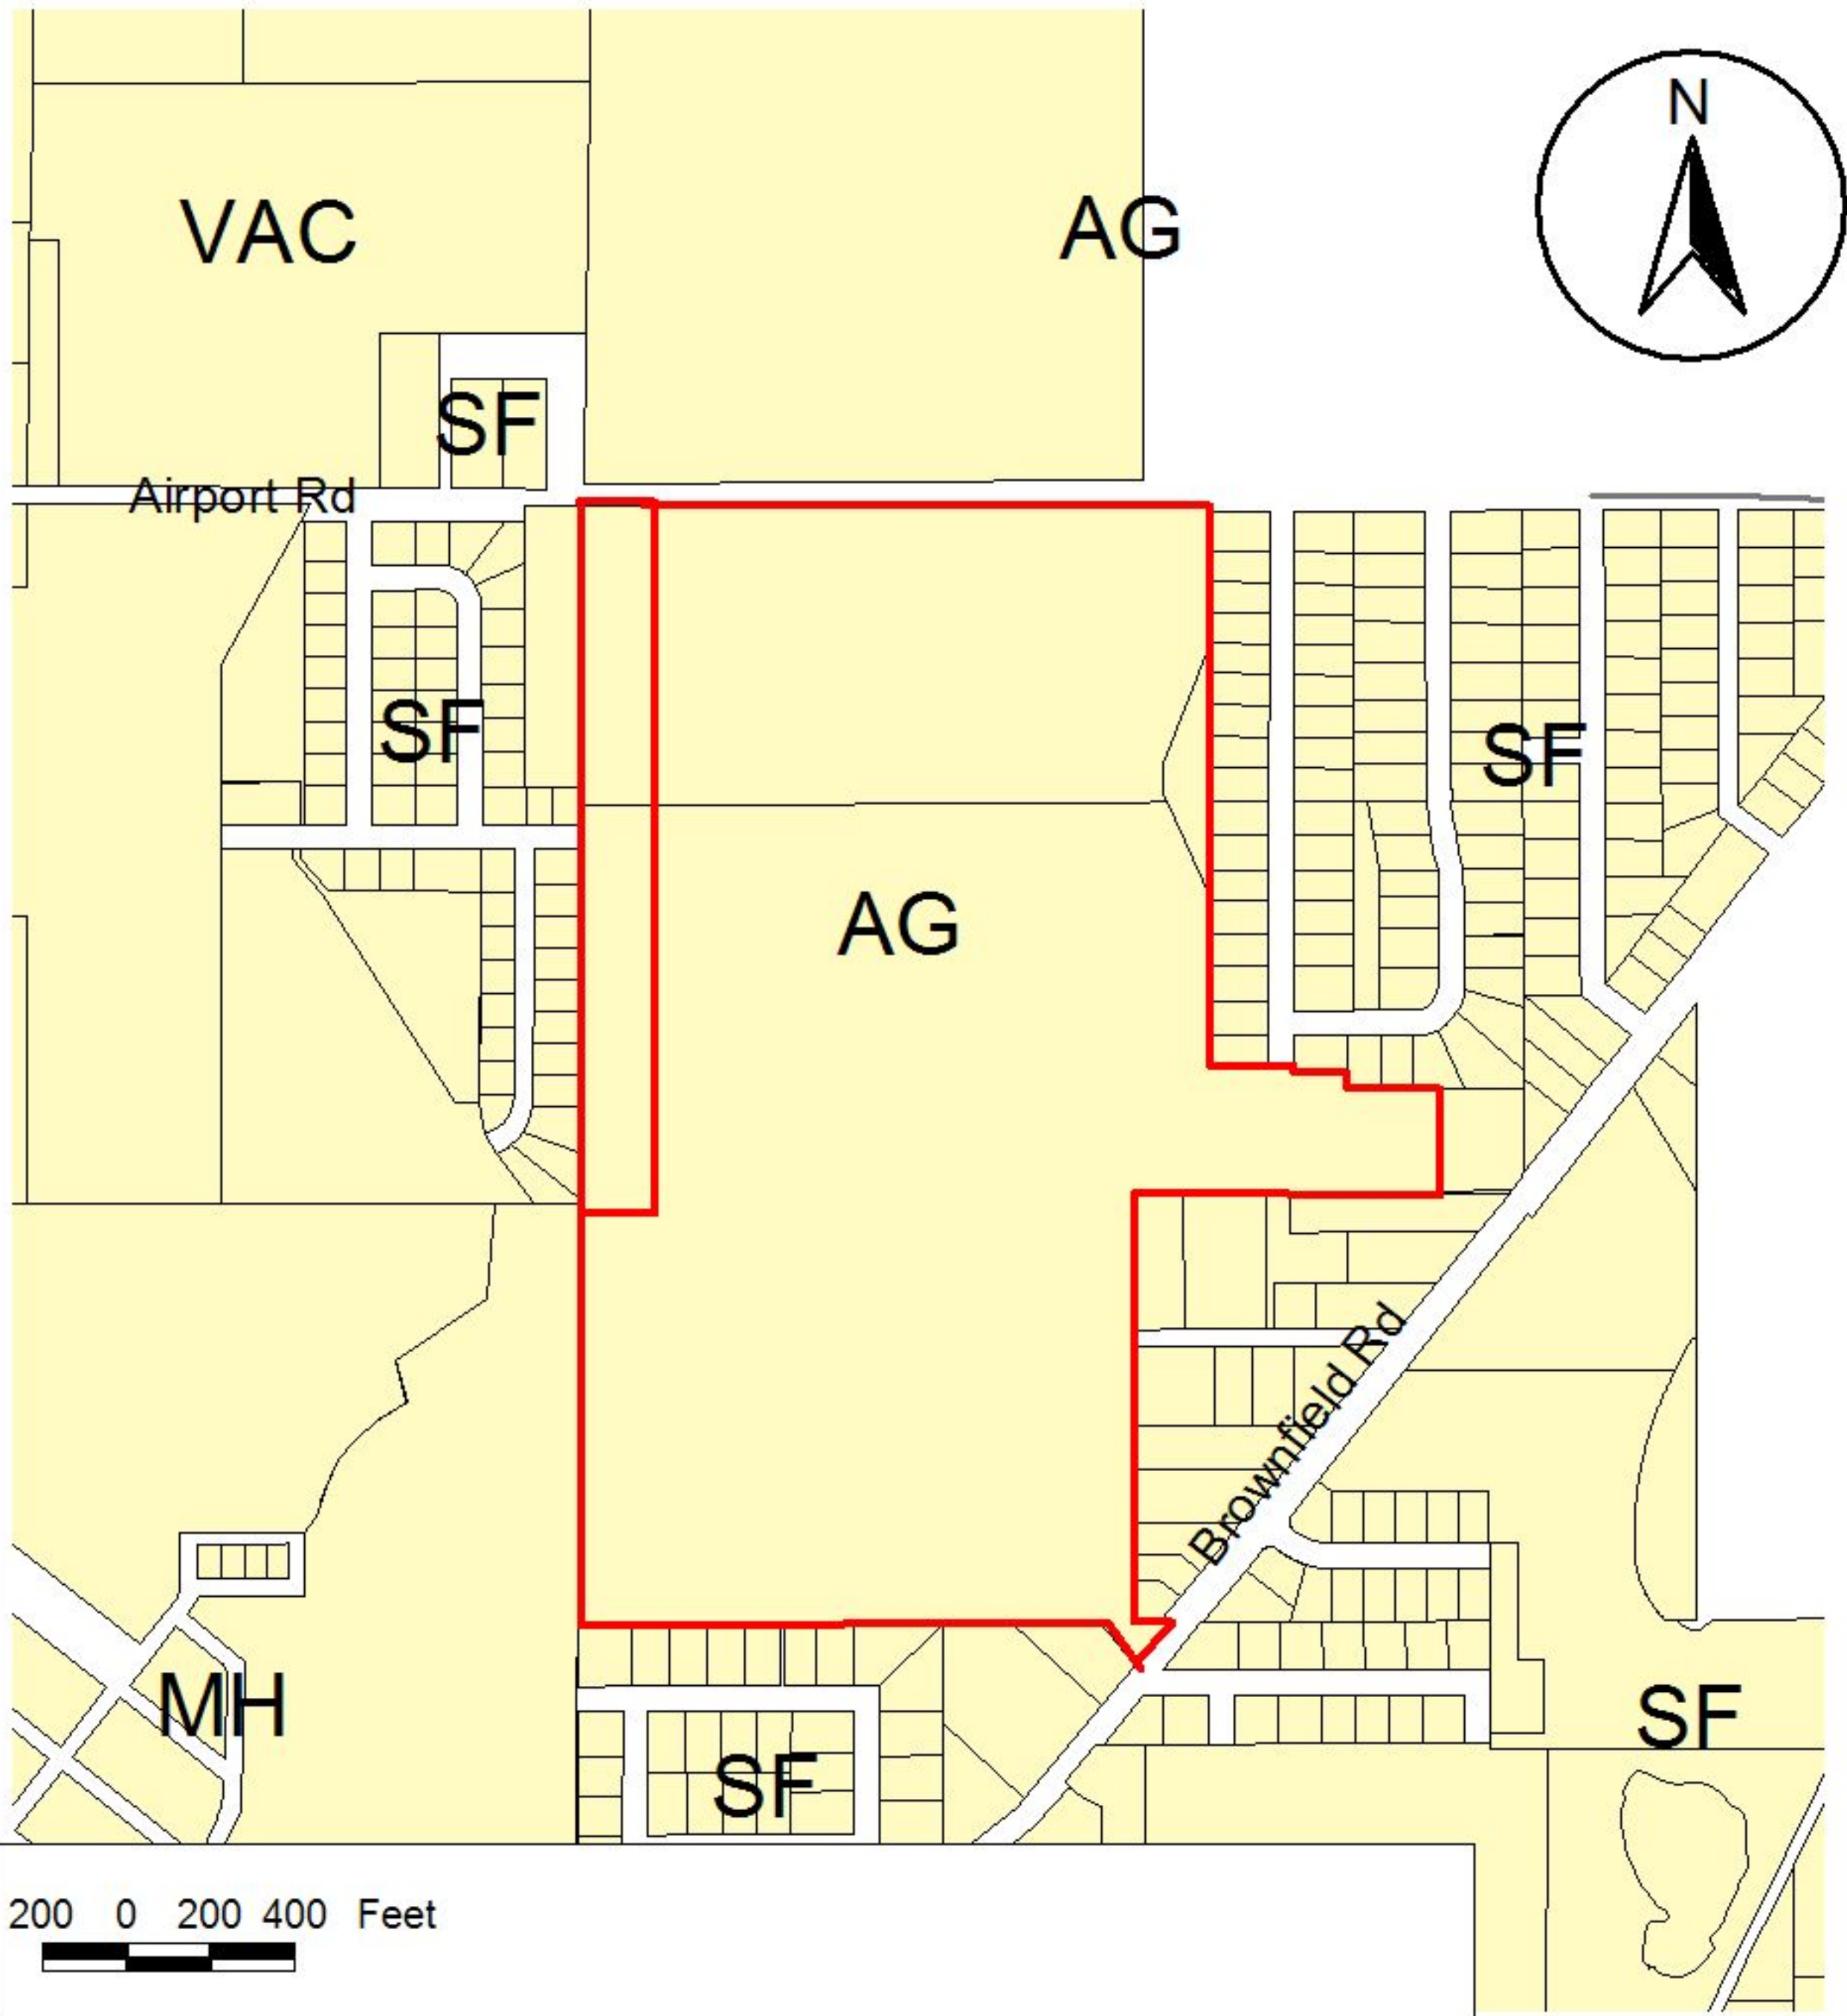 N
VAC
AG
SF
Airport Rd
SF
SF
AG
Brownfield Rd
MH
SF
SF
200 0 200 400 Feet